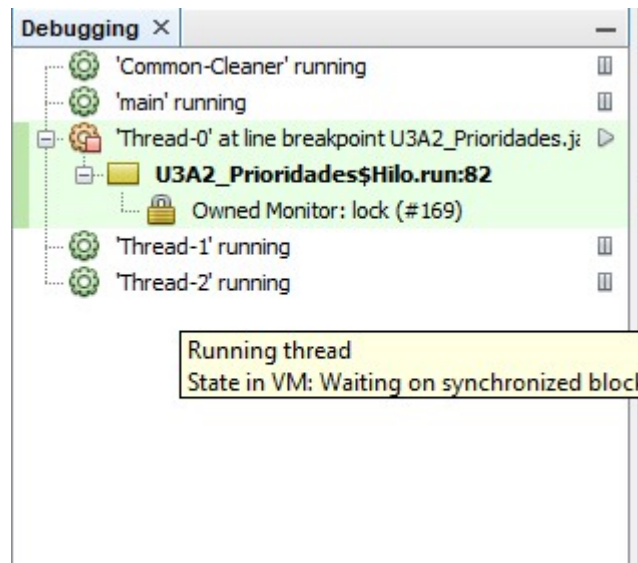 Debugging
'Common-Cleaner' running
'main' running
'Thread-0' at line breakpoint U3A2_Prioridades.ja
U3A2_Prioridades$Hilo.run:82
Owned Monitor: lock (#169)
'Thread-1' running
'Thread-2' running
Running thread
State in VM: Waiting on synchronized block